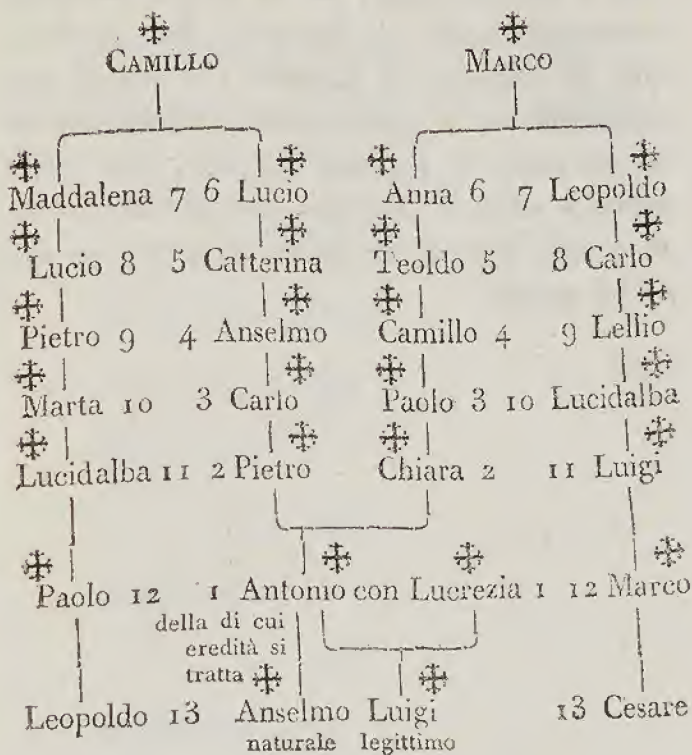 CAMILLO MARCO
Maddalena 7 6 Lucio Anna 6 7 Leopoldo
Lucio 8 5 Catterina Teoldo 5 8 Carlo
Pietro 9 4 Anselmo Camillo 4 9 Lellio
Marta 10 3 Carlo Paolo 3 10 Lucidalba
Lucidalba 11 2 Pietro Chiara 2 11 Luigi
Paolo 12 1 Antonio con Lucrezia 1 12 Marco
della di cui
eredità si
tratta
Leopoldo 13 Anselmo Luigi 13 Cesare
naturale legittimo